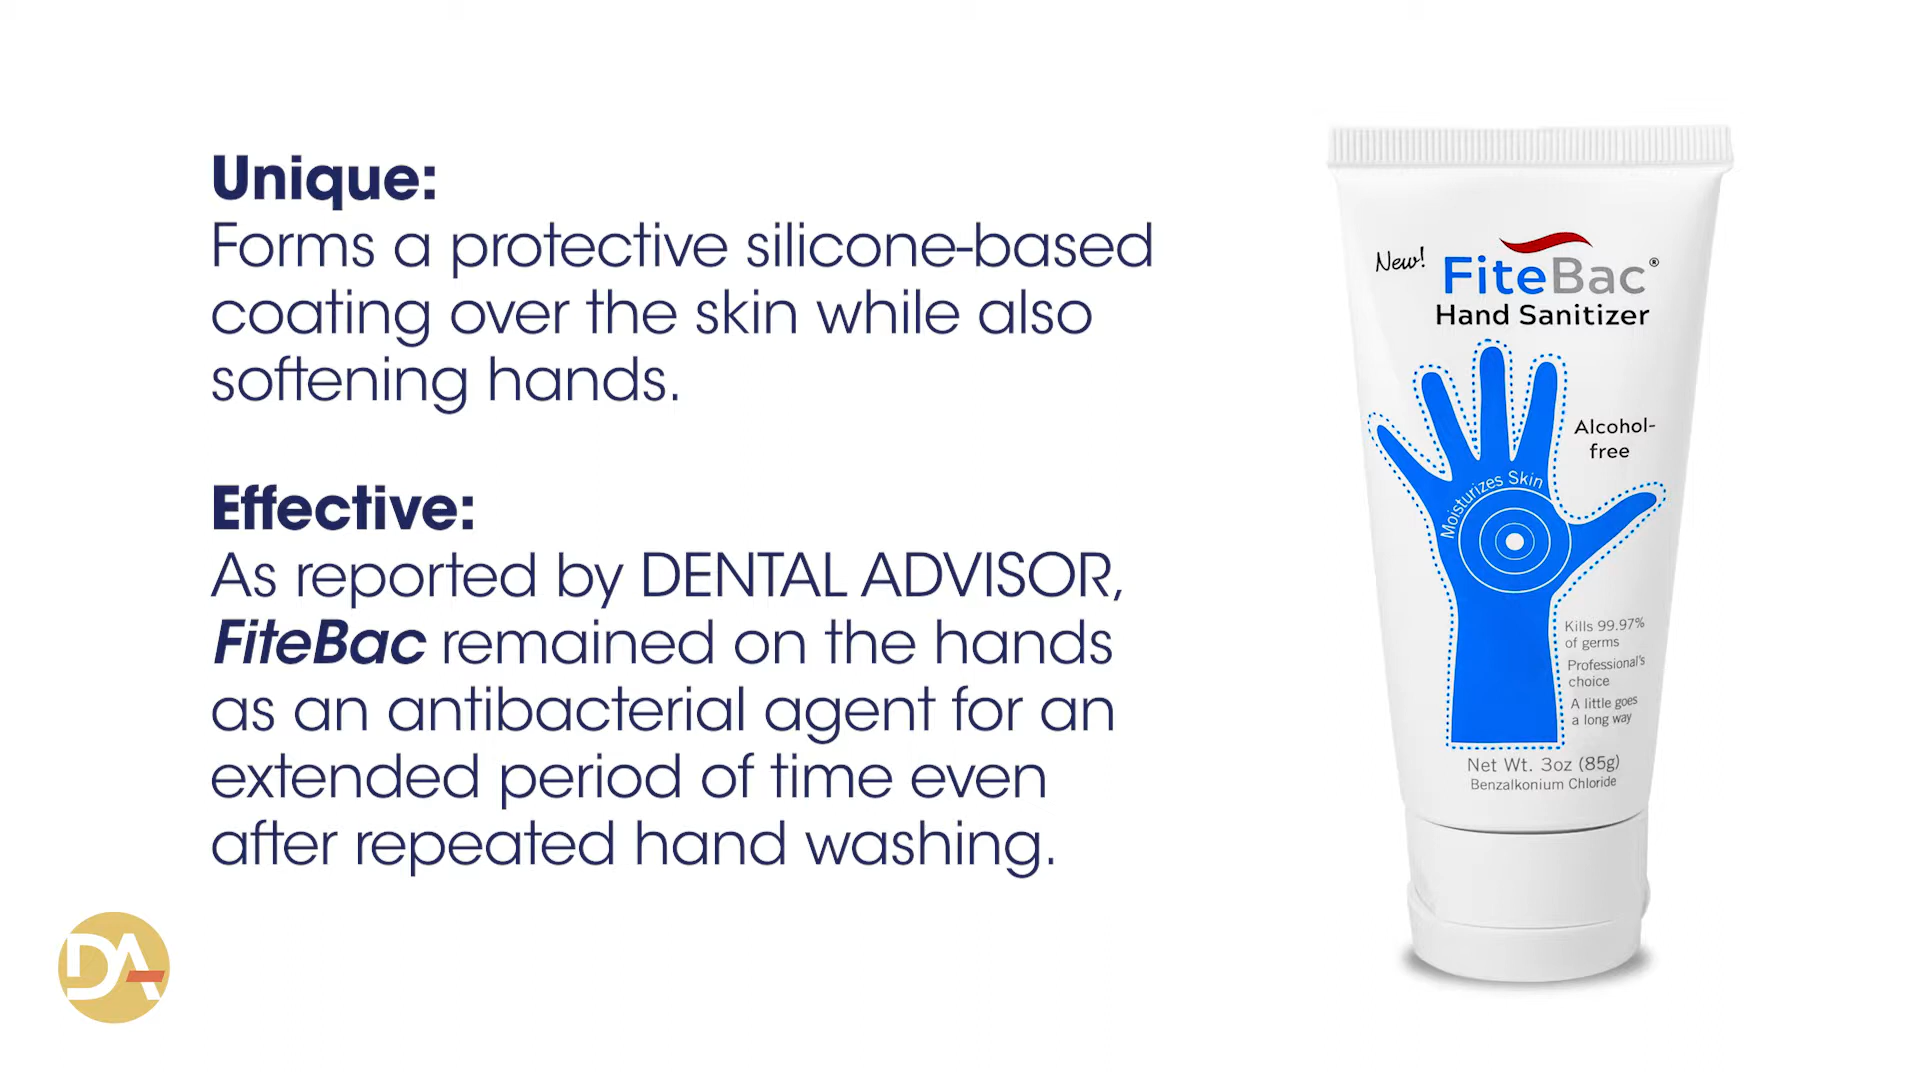 Unique:
Forms a protective silicone-based
coating over the skin while also
softening hands.
Effective:
As reported by DENTAL ADVISOR,
FiteBac remained on the hands
as an antibacterial agent for an
extended period of time even
after repeated hand washing.
DA
New! FiteBac®
Hand Sanitizer
Alcohol-
free
Moisturizes Skin
Kills 99.97%
of germs
Professional's
choice
A little goes
a long way
Net Wt. 3oz (85g)
Benzalkonium Chloride